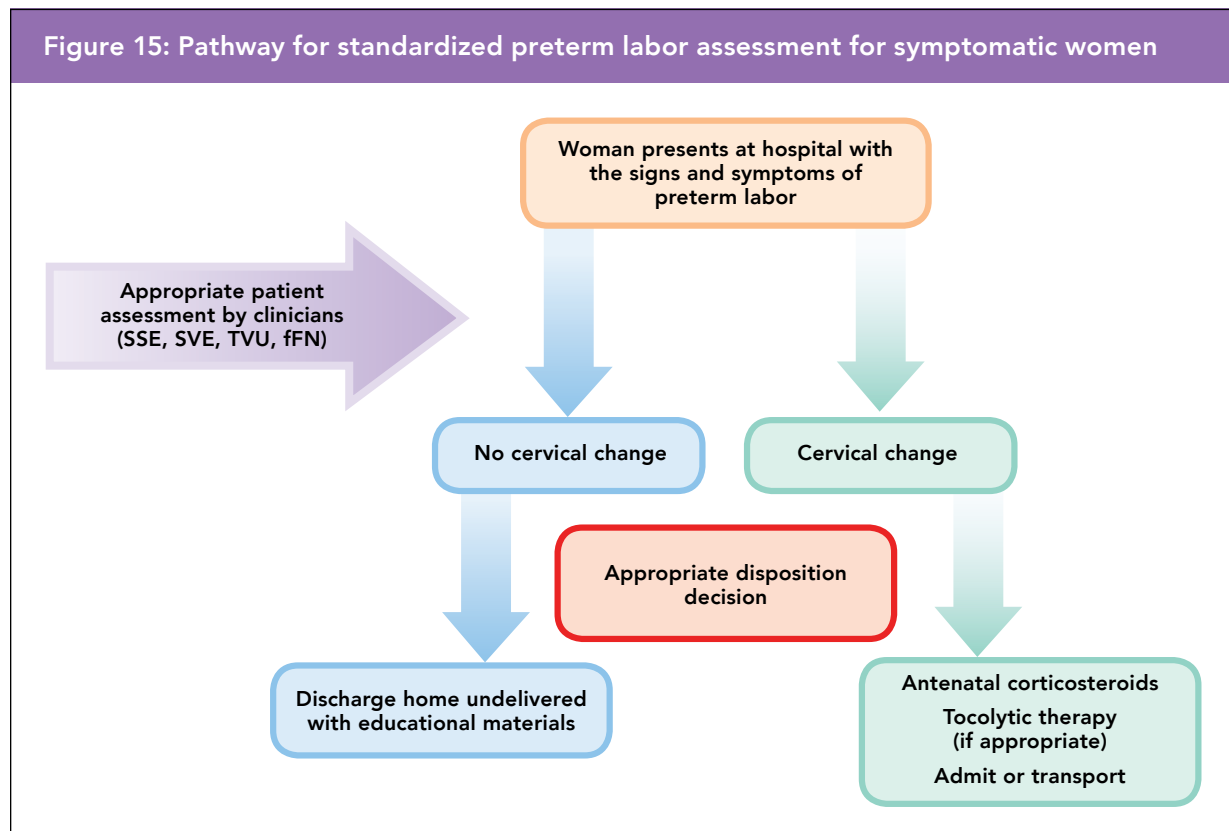 Figure 15: Pathway for standardized preterm labor assessment for symptomatic women
Woman presents at hospital with
the signs and symptoms of
preterm labor
Appropriate patient
assessment by clinicians
(SSE, SVE, TVU, fFN)
No cervical change
Cervical change
Appropriate disposition
decision
Discharge home undelivered
with educational materials
Antenatal corticosteroids
Tocolytic therapy
(if appropriate)
Admit or transport